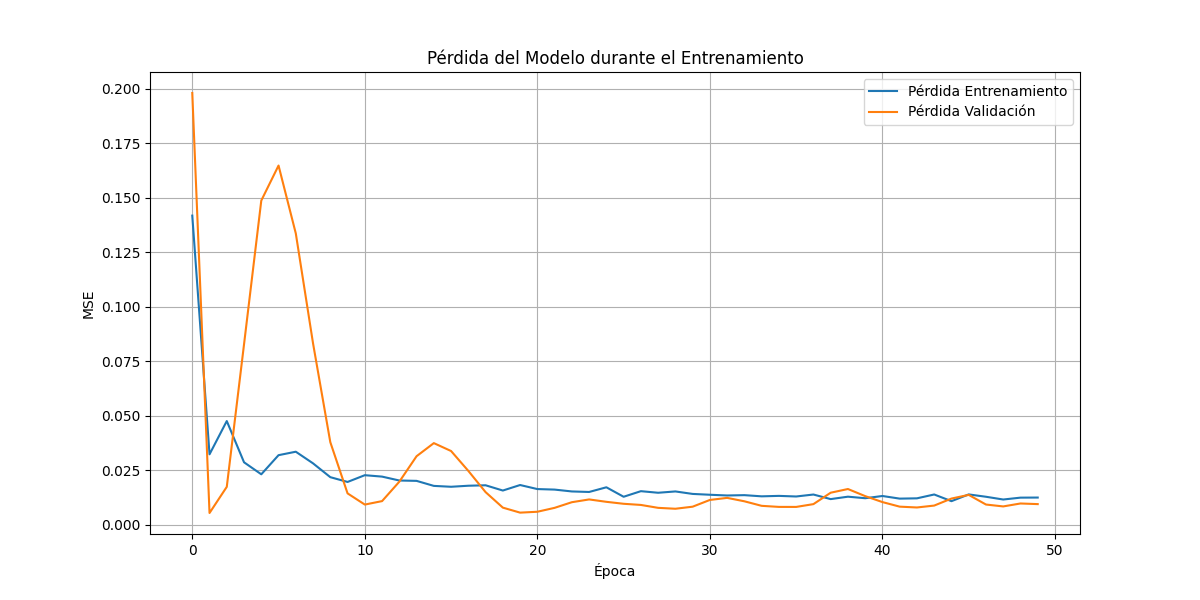 Pérdida del Modelo durante el Entrenamiento
Pérdida Entrenamiento
Pérdida Validación
MSE
0.200
0.175
0.150
0.125
0.100
0.075
0.050
0.025
0.000
0 10 20 30 40 50
Época